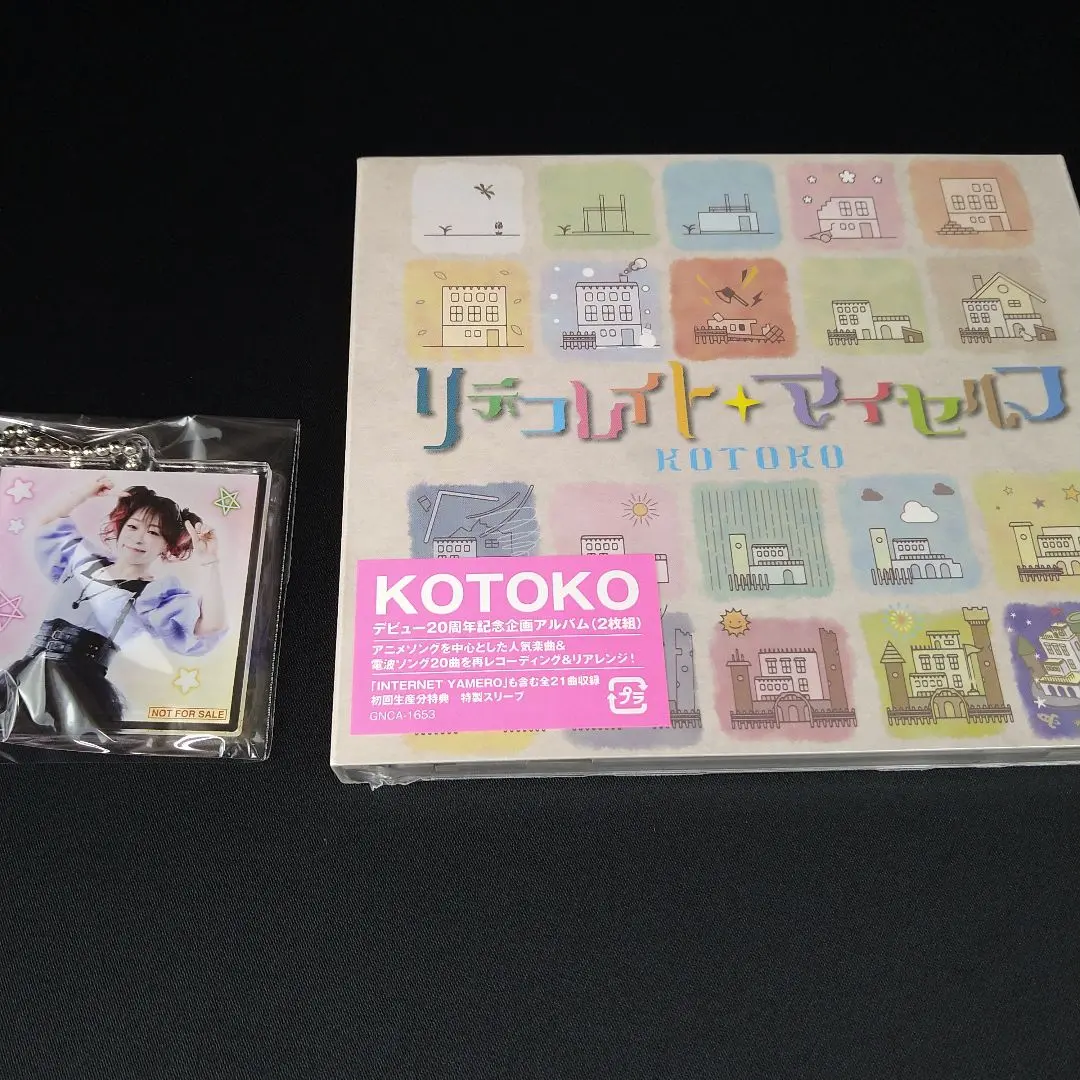 リデコレイト✦マイセルフ
KOTOKO
KOTOKO
デビュー20周年記念企画アルバム(2枚組)
アニメソングを中心とした人気楽曲&
電波ソング20曲を再レコーディング&リアレンジ!
「INTERNET YAMERO」も含む全21曲収録
初回生産分特典 特製スリーブ
GNCA-1653
プラ
NOT FOR SALE